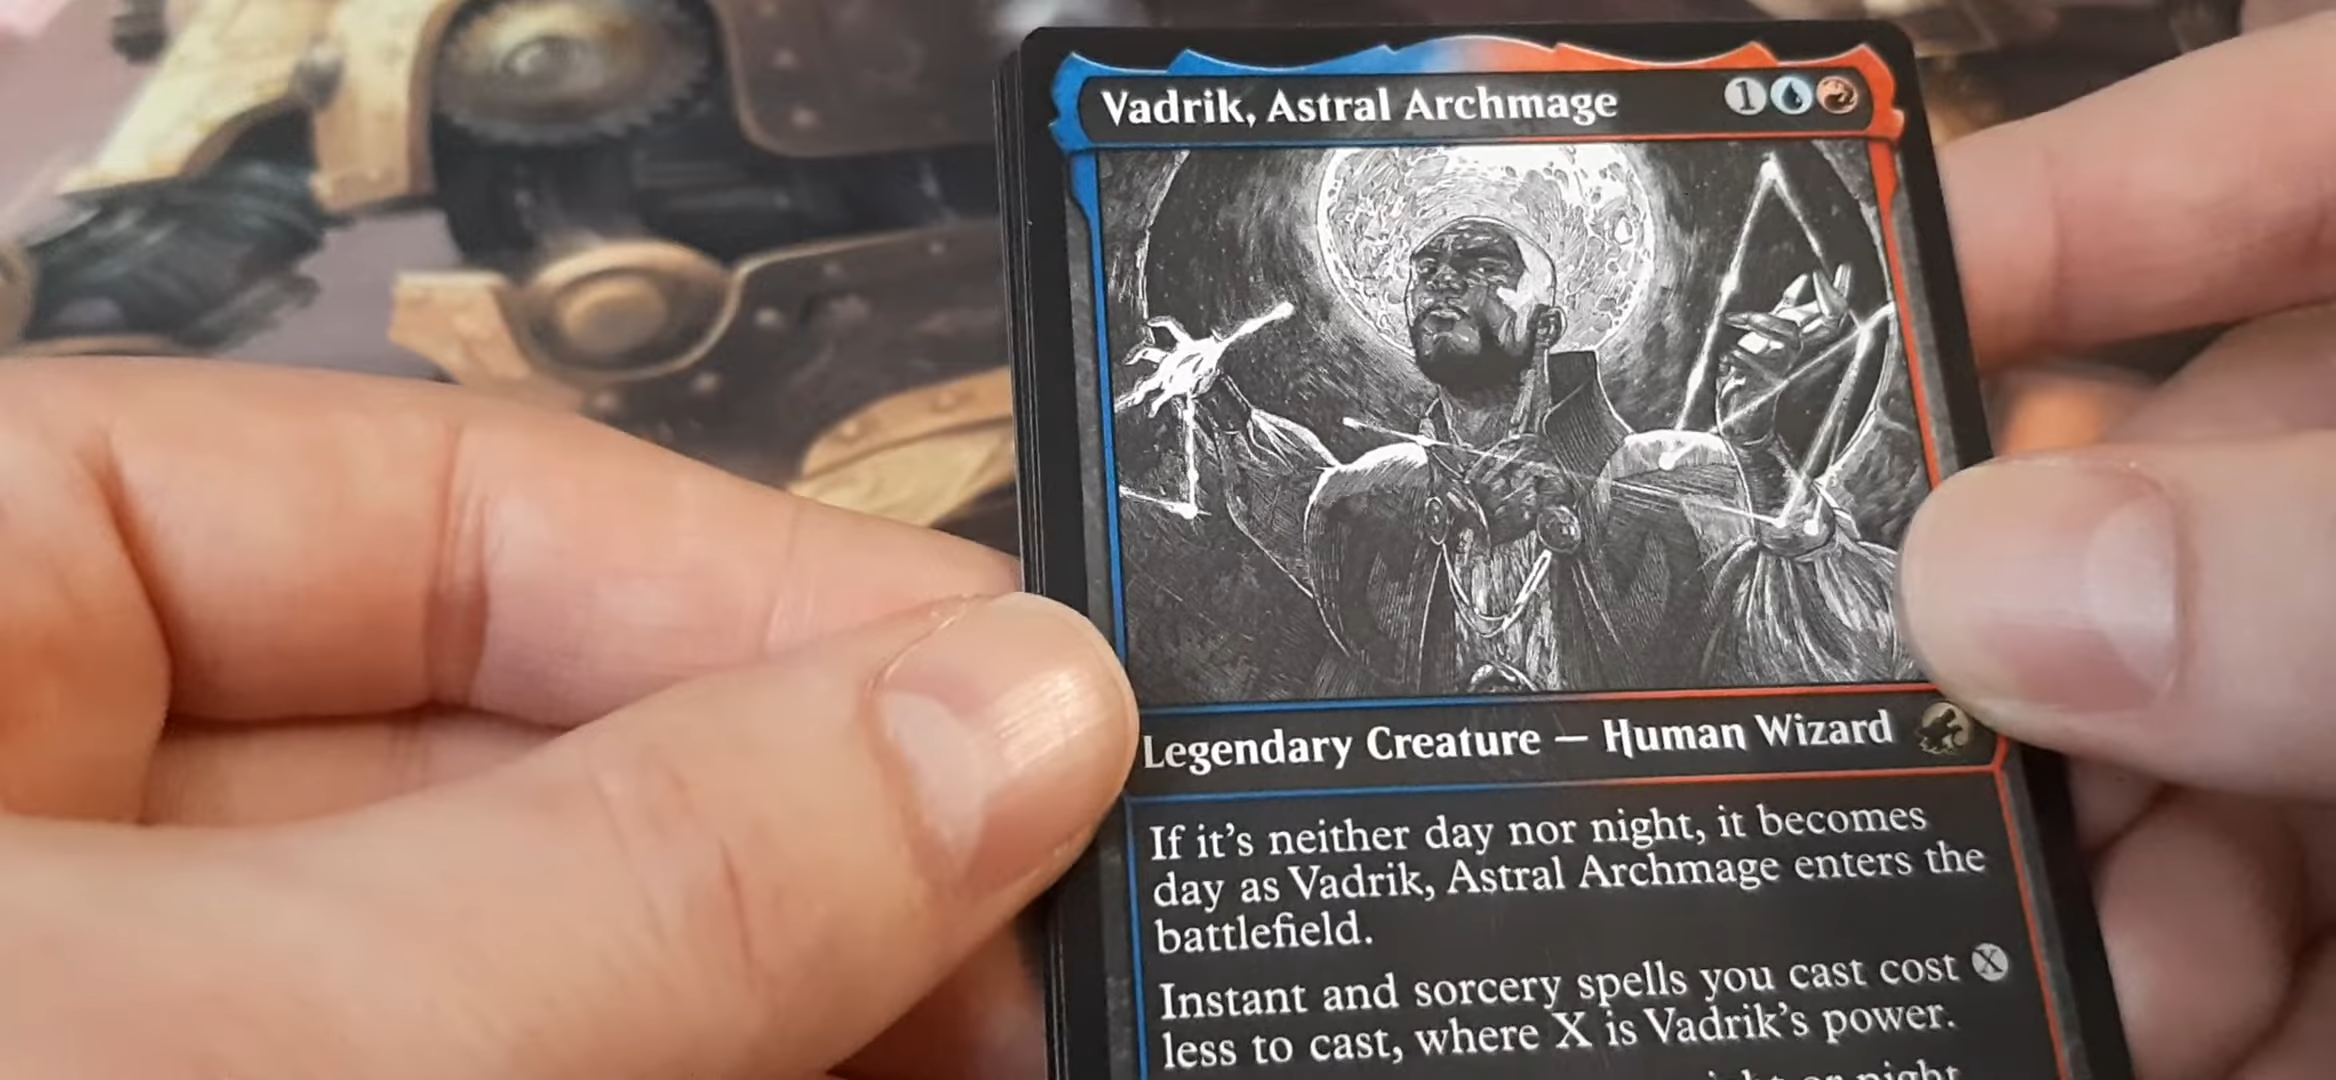 Vadrik, Astral Archmage 1
Legendary Creature — Human Wizard
If it's neither day nor night, it becomes
day as Vadrik, Astral Archmage enters the
battlefield.
Instant and sorcery spells you cast cost X
less to cast, where X is Vadrik's power.
or night